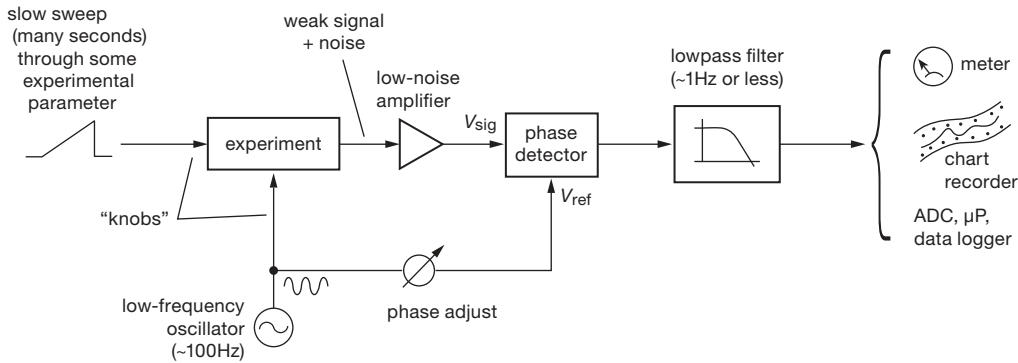 slow sweep
(many seconds)
through some
experimental
parameter
weak signal
+ noise
low-noise
amplifier
lowpass filter
(~1Hz or less)
meter
experiment
V_sig
phase
detector
V_ref
chart
recorder
"knobs"
ADC, µP,
data logger
phase adjust
low-frequency
oscillator
(~100Hz)